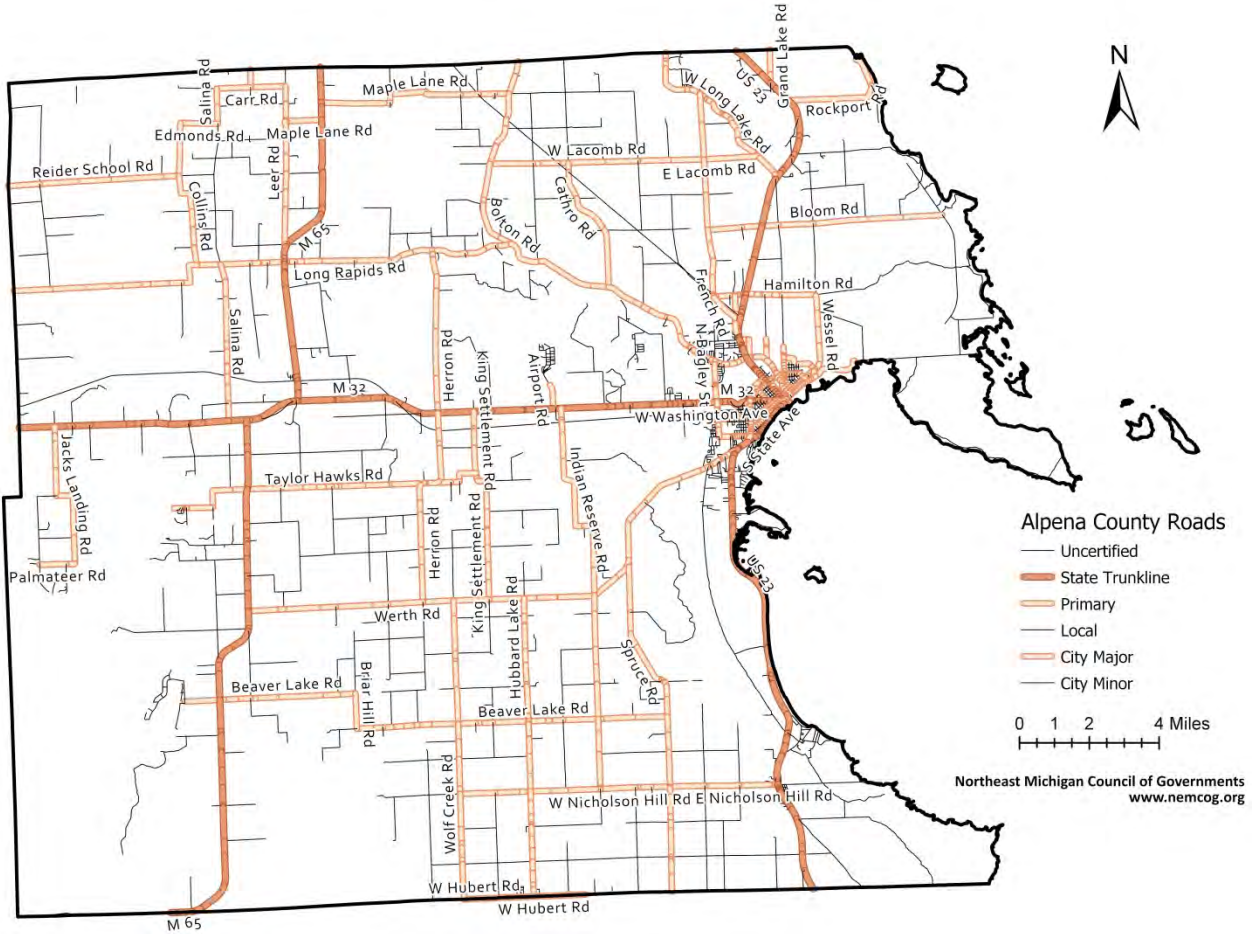 N
Grand Lake Rd
US 23
Salina Rd
Maple Lane Rd
W Long Lake Rd
Carr Rd
Rockport Rd
Edmonds Rd
Maple Lane Rd
W Lacomb Rd
Reider School Rd
Leer Rd
E Lacomb Rd
Collins Rd
Cathro Rd
Bolton Rd
Bloom Rd
M 65
Long Rapids Rd
French Rd
Hamilton Rd
Wessel Rd
Salina Rd
Herron Rd
King Settlement Rd
Airport Rd
N Bagley St
M 32
M 32
W Washington Ave
S State Ave
Jacks Landing Rd
Taylor Hawks Rd
Indian Reserve Rd
Palmateer Rd
Herron Rd
King Settlement Rd
US 23
Werth Rd
Hubbard Lake Rd
Spruce Rd
Beaver Lake Rd
Briar Hill Rd
Beaver Lake Rd
Wolf Creek Rd
W Nicholson Hill Rd E Nicholson Hill Rd
W Hubert Rd
W Hubert Rd
M 65
Alpena County Roads
Uncertified
State Trunkline
Primary
Local
City Major
City Minor
0 1 2 4 Miles
Northeast Michigan Council of Governments
www.nemcog.org